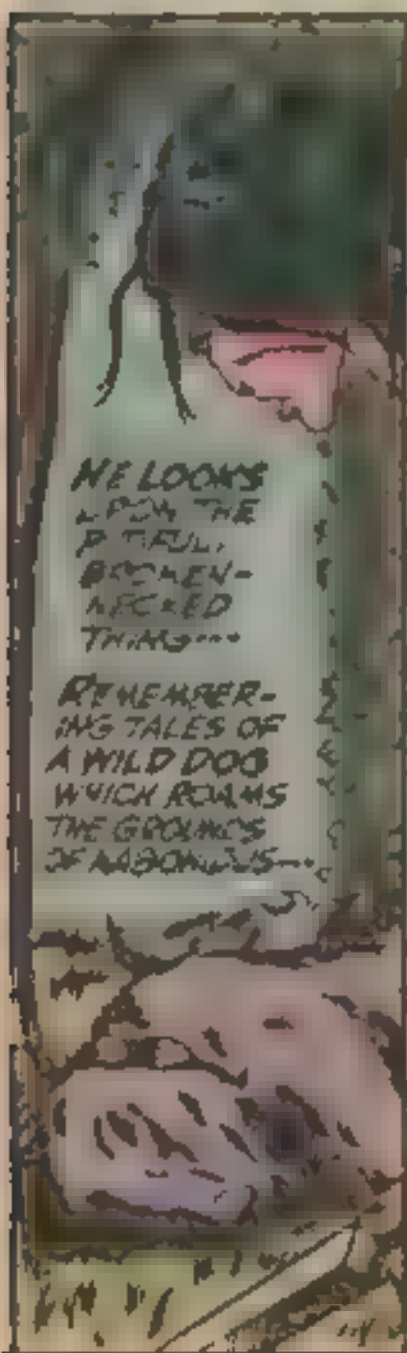 HE LOOKS
UPON THE
PITIFUL,
BROKEN-
NECKED
THING---
REMEMBER-
ING TALES OF
A WILD DOG
WHICH ROAMS
THE GROUNDS
OF